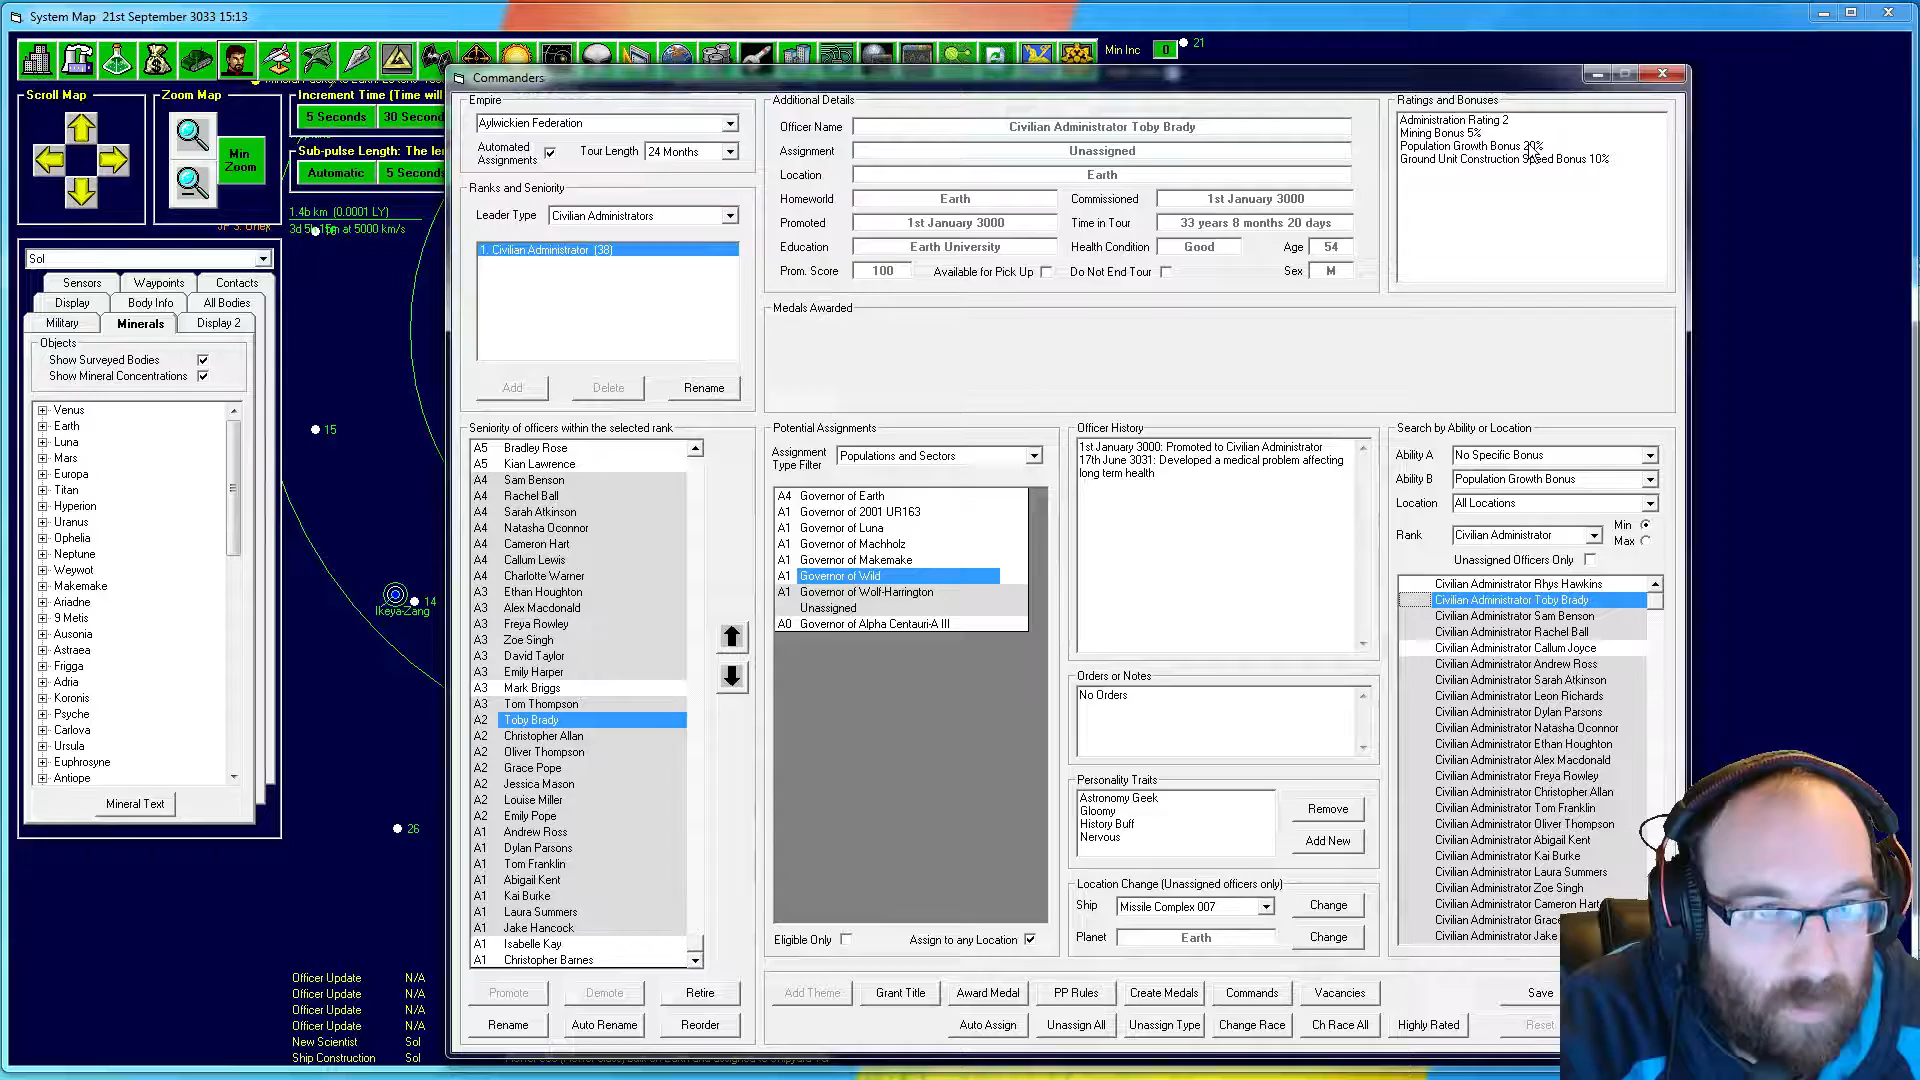 System Map 21st September 3033 15:13
Min Inc 0
21
Scroll Map
Zoom Map
Min Zoom
Increment Time (Time will
5 Seconds
30 Second
Sub-pulse Length: The le
Automatic
5 Seconds
1.4b km (0.0001 LY)
at 5000 km/s
Sol
Sensors
Waypoints
Contacts
Display
Body Info
All Bodies
Military
Minerals
Display 2
Objects
Show Surveyed Bodies
Show Mineral Concentrations
Venus
Earth
Luna
Mars
Europa
Titan
Hyperion
Uranus
Ophelia
Neptune
Weywot
Makemake
Ariadne
9 Metis
Ausonia
Astraea
Frigga
Adria
Koronis
Psyche
Carlova
Ursula
Euphrosyne
Antiope
Mineral Text
15
14
Ikeya-Zang
26
Officer Update N/A
Officer Update N/A
Officer Update N/A
Officer Update N/A
New Scientist Sol
Ship Construction Sol
Commanders
Empire
Aylwickien Federation
Automated Assignments
Tour Length 24 Months
Ranks and Seniority
Leader Type Civilian Administrators
1. Civilian Administrator (38)
Add
Delete
Rename
Additional Details
Officer Name Civilian Administrator Toby Brady
Assignment Unassigned
Location Earth
Homeworld Earth
Commissioned 1st January 3000
Promoted 1st January 3000
Time in Tour 33 years 8 months 20 days
Education Earth University
Health Condition Good
Age 54
Prom. Score 100
Available for Pick Up
Do Not End Tour
Sex M
Ratings and Bonuses
Administration Rating 2
Mining Bonus 5%
Population Growth Bonus 20%
Ground Unit Construction Speed Bonus 10%
Medals Awarded
Seniority of officers within the selected rank
A5 Bradley Rose
A5 Kian Lawrence
A4 Sam Benson
A4 Rachel Ball
A4 Sarah Atkinson
A4 Natasha Oconnor
A4 Cameron Hart
A4 Callum Lewis
A4 Charlotte Warner
A3 Ethan Houghton
A3 Alex Macdonald
A3 Freya Rowley
A3 Zoe Singh
A3 David Taylor
A3 Emily Harper
A3 Mark Briggs
A3 Tom Thompson
A2 Toby Brady
A2 Christopher Allan
A2 Oliver Thompson
A2 Grace Pope
A2 Jessica Mason
A2 Louise Miller
A2 Emily Pope
A1 Andrew Ross
A1 Dylan Parsons
A1 Tom Franklin
A1 Abigail Kent
A1 Kai Burke
A1 Laura Summers
A1 Jake Hancock
A1 Isabelle Kay
A1 Christopher Barnes
Promote
Demote
Retire
Rename
Auto Rename
Reorder
Potential Assignments
Assignment Type Filter
Populations and Sectors
A4 Governor of Earth
A1 Governor of 2001 UR163
A1 Governor of Luna
A1 Governor of Machholz
A1 Governor of Makemake
A1 Governor of Wild
A1 Governor of Wolf-Harrington
Unassigned
A0 Governor of Alpha Centauri-A III
Eligible Only
Assign to any Location
Officer History
1st January 3000: Promoted to Civilian Administrator
17th June 3031: Developed a medical problem affecting
long term health
Orders or Notes
No Orders
Personality Traits
Astronomy Geek
Gloomy
History Buff
Nervous
Remove
Add New
Location Change (Unassigned officers only)
Ship Missile Complex 007 Change
Planet Earth Change
Search by Ability or Location
Ability A No Specific Bonus
Ability B Population Growth Bonus
Location All Locations
Rank Civilian Administrator
Min
Max
Unassigned Officers Only
Civilian Administrator Rhys Hawkins
Civilian Administrator Toby Brady
Civilian Administrator Sam Benson
Civilian Administrator Rachel Ball
Civilian Administrator Callum Joyce
Civilian Administrator Andrew Ross
Civilian Administrator Sarah Atkinson
Civilian Administrator Leon Richards
Civilian Administrator Dylan Parsons
Civilian Administrator Natasha Oconnor
Civilian Administrator Ethan Houghton
Civilian Administrator Alex Macdonald
Civilian Administrator Freya Rowley
Civilian Administrator Christopher Allan
Civilian Administrator Tom Franklin
Civilian Administrator Oliver Thompson
Civilian Administrator Abigail Kent
Civilian Administrator Kai Burke
Civilian Administrator Laura Summers
Civilian Administrator Zoe Singh
Civilian Administrator Cameron Hart
Civilian Administrator Grace
Civilian Administrator Jake
Add Theme
Grant Title
Award Medal
PP Rules
Create Medals
Commands
Vacancies
Save
Auto Assign
Unassign All
Unassign Type
Change Race
Ch Race All
Highly Rated
Reset